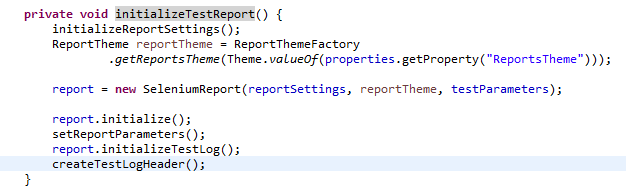 private void initializeTestReport() {
initializeReportSettings();
ReportTheme reportTheme = ReportThemeFactory
.getReportsTheme(Theme.valueOf(properties.getProperty("ReportsTheme")));
report = new SeleniumReport(reportSettings, reportTheme, testParameters);
report.initialize();
setReportParameters();
report.initializeTestLog();
createTestLogHeader();
}